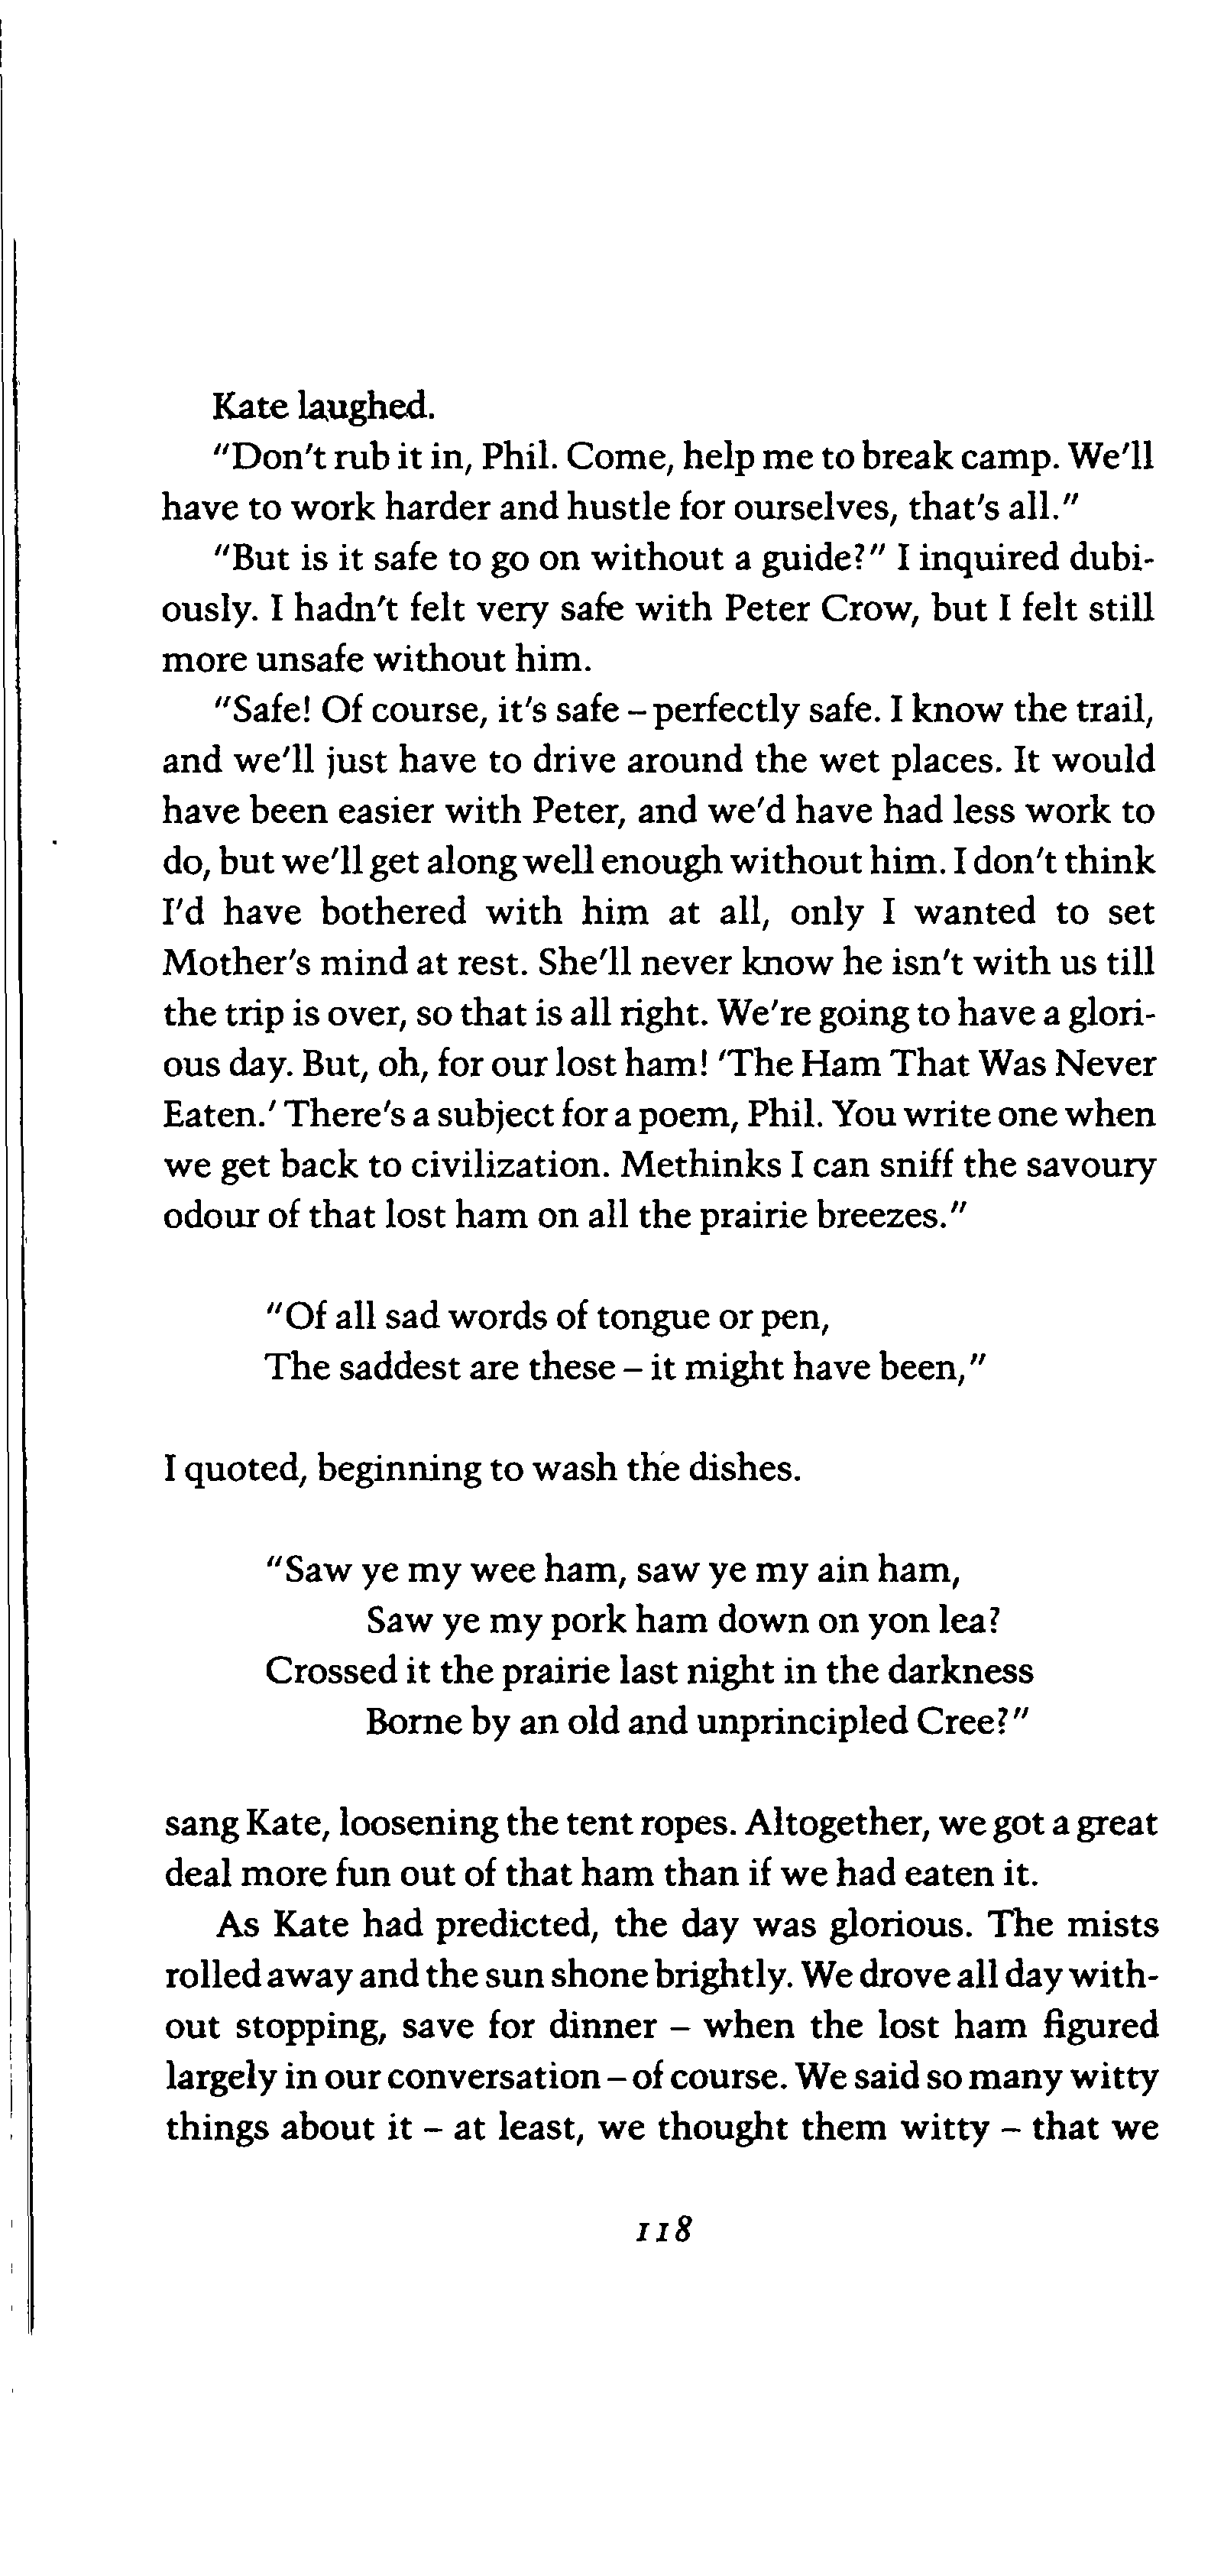 Kate laughed.
"Don't rub it in, Phil. Come, help me to break camp. We'll
have to work harder and hustle for ourselves, that's all."
"But is it safe to go on without a guide?" I inquired dubi-
ously. I hadn't felt very safe with Peter Crow, but I felt still
more unsafe without him.
"Safe! Of course, it's safe – perfectly safe. I know the trail,
and we'll just have to drive around the wet places. It would
have been easier with Peter, and we'd have had less work to
do, but we'll get along well enough without him. I don't think
I'd have bothered with him at all, only I wanted to set
Mother's mind at rest. She'll never know he isn't with us till
the trip is over, so that is all right. We're going to have a glori-
ous day. But, oh, for our lost ham! 'The Ham That Was Never
Eaten.' There's a subject for a poem, Phil. You write one when
we get back to civilization. Methinks I can sniff the savoury
odour of that lost ham on all the prairie breezes."
"Of all sad words of tongue or pen,
The saddest are these – it might have been,"
I quoted, beginning to wash the dishes.
"Saw ye my wee ham, saw ye my ain ham,
Saw ye my pork ham down on yon lea?
Crossed it the prairie last night in the darkness
Borne by an old and unprincipled Cree?"
sang Kate, loosening the tent ropes. Altogether, we got a great
deal more fun out of that ham than if we had eaten it.
As Kate had predicted, the day was glorious. The mists
rolled away and the sun shone brightly. We drove all day with-
out stopping, save for dinner – when the lost ham figured
largely in our conversation – of course. We said so many witty
things about it – at least, we thought them witty – that we
118